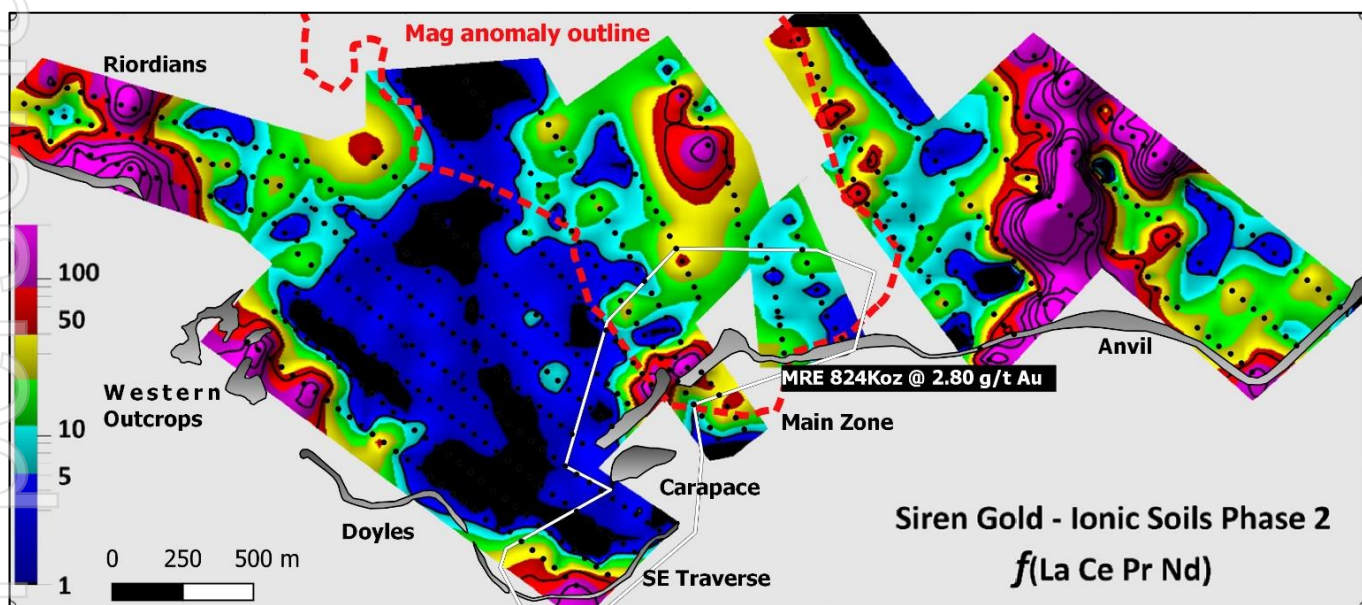 Mag anomaly outline
Riordians
100
50
10
5
1
Western
Outcrops
Anvil
MRE 824Koz @ 2.80 g/t Au
Main Zone
Carapace
Doyles
0 250 500 m
SE Traverse
Siren Gold - Ionic Soils Phase 2
f(La Ce Pr Nd)